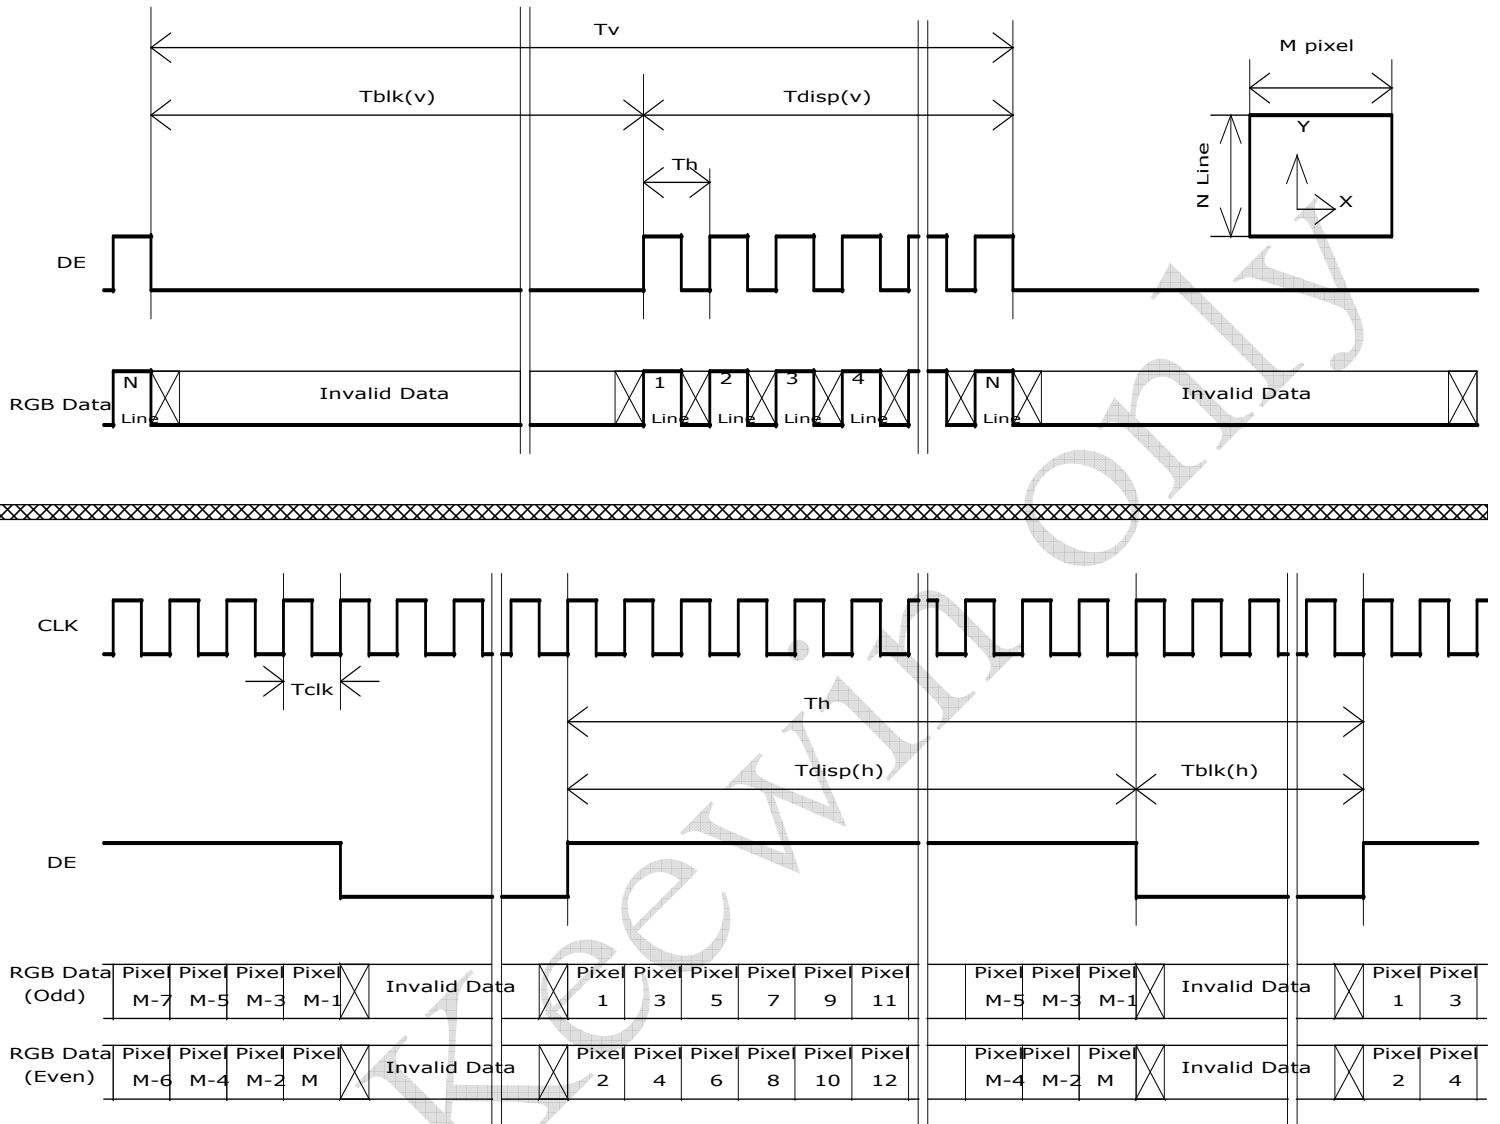 Tv
M pixel
Tblk(v) Tdisp(v)
Y
Th
N Line
X
DE
N Invalid Data 1 2 3 4 N Invalid Data
RGB Data
Line Line Line Line Line Line
CLK
Tclk
Th
Tdisp(h) Tblk(h)
DE
RGB Data Pixel Pixel Pixel Pixel Invalid Data Pixel Pixel Pixel Pixel Pixel Pixel Pixel Pixel Pixel Invalid Data Pixel Pixel
(Odd) M-7 M-5 M-3 M-1 1 3 5 7 9 11 M-5 M-3 M-1 1 3
RGB Data Pixel Pixel Pixel Pixel Invalid Data Pixel Pixel Pixel Pixel Pixel Pixel Pixel Pixel Pixel Invalid Data Pixel Pixel
(Even) M-6 M-4 M-2 M 2 4 6 8 10 12 M-4 M-2 M 2 4
Keewin only